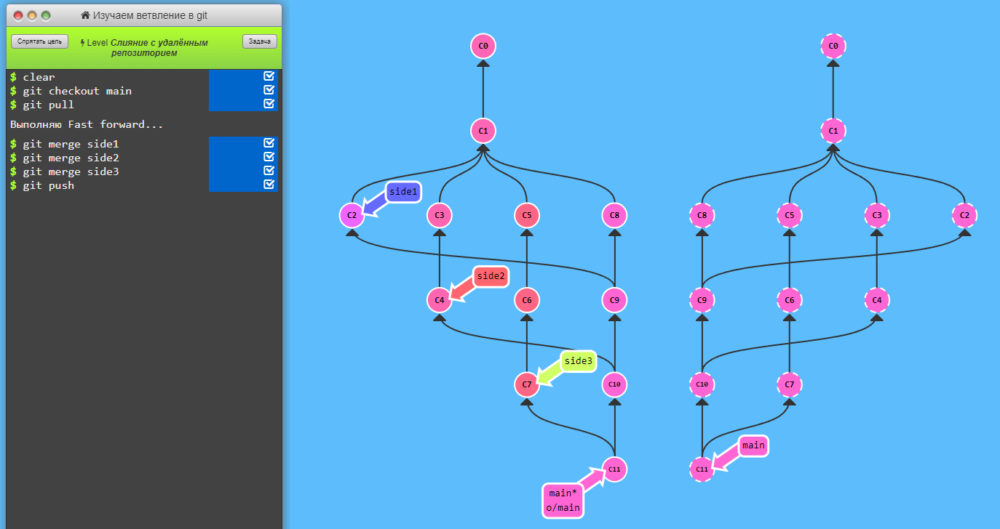 Изучаем ветвление в git
Спрятать цель
Level Слияние с удалённым
репозиторием
Задача
$ clear
$ git checkout main
$ git pull
Выполняю Fast forward...
$ git merge side1
$ git merge side2
$ git merge side3
$ git push
C0
C1
side1
C2 C3 C5 C8
side2
C4 C6 C9
side3
C7 C10
C11
main*
o/main
C0
C1
C8 C5 C3 C2
C9 C6 C4
C10 C7
main
C11